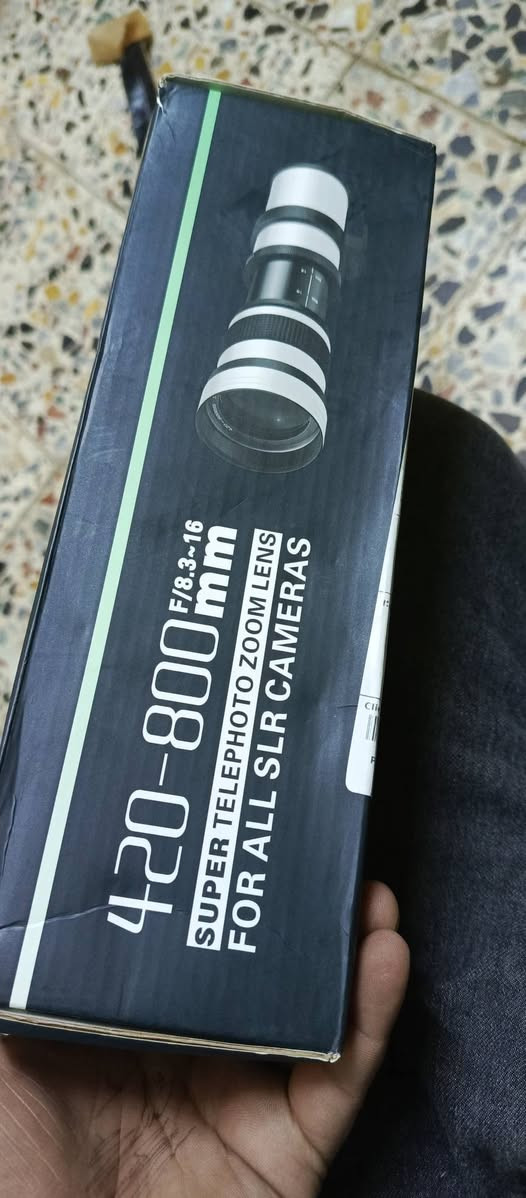 420-800mm
F/8.3~16
SUPER TELEPHOTO ZOOM LENS
FOR ALL SLR CAMERAS